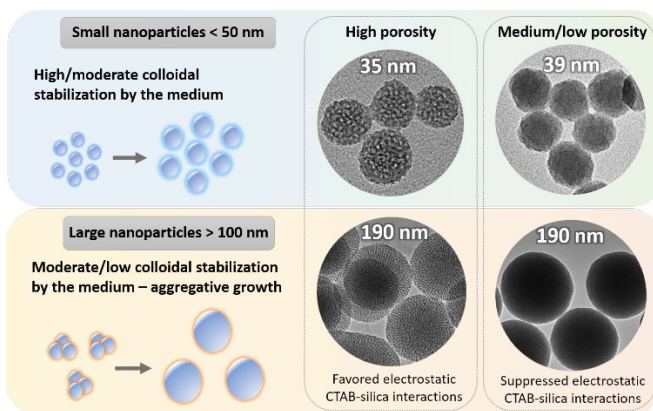 Small nanoparticles < 50 nm
High porosity
Medium/low porosity
High/moderate colloidal
stabilization by the medium
35 nm
39 nm
Large nanoparticles > 100 nm
Moderate/low colloidal stabilization
by the medium – aggregative growth
190 nm
190 nm
Favored electrostatic
CTAB-silica interactions
Suppressed electrostatic
CTAB-silica interactions